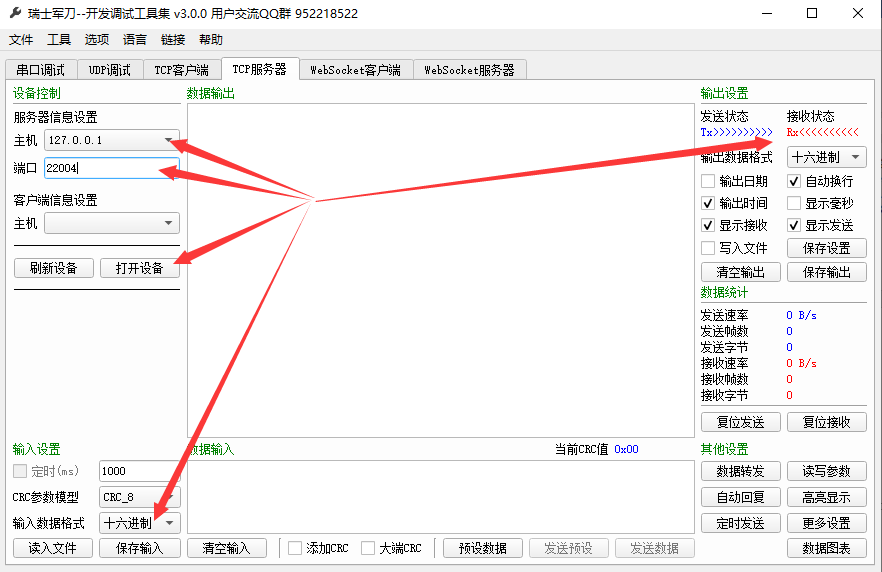 瑞士军刀--开发调试工具集 v3.0.0 用户交流QQ群 952218522
文件 工具 选项 语言 链接 帮助
串口调试 UDP调试 TCP客户端 TCP服务器 WebSocket客户端 WebSocket服务器
设备控制
服务器信息设置
主机 127.0.0.1
端口 22004
客户端信息设置
主机
刷新设备 打开设备
输入设置
定时(ms) 1000
CRC参数模型 CRC_8
输入数据格式 十六进制
读入文件 保存输入
数据输出
数据输入 当前CRC值 0x00
清空输入 添加CRC 大端CRC 预设数据 发送预设 发送数据
输出设置
发送状态 接收状态
Tx>>>>>>>>>> Rx<<<<<<<<<<
输出数据格式 十六进制
输出日期 自动换行
输出时间 显示毫秒
显示接收 显示发送
写入文件 保存设置
清空输出 保存输出
数据统计
发送速率 0 B/s
发送帧数 0
发送字节 0
接收速率 0 B/s
接收帧数 0
接收字节 0
复位发送 复位接收
其他设置
数据转发 读写参数
自动回复 高亮显示
定时发送 更多设置
数据图表